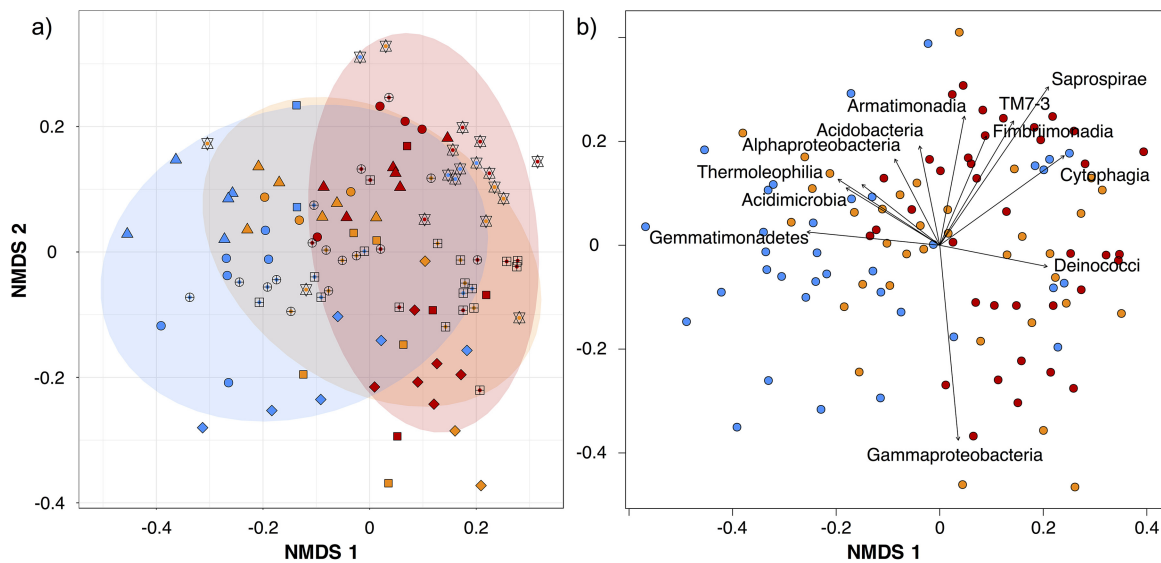 a)
0.2
0
-0.2
-0.4
NMDS 2
-0.4
-0.2
0
0.2
NMDS 1
b)
Saprospirae
Armatimonadia
TM7-3
Acidobacteria
Fimbriimonadia
Alphaproteobacteria
Thermoleophilia
Cytophagia
Acidimicrobia
Gemmatimonadetes
Deinococci
Gammaproteobacteria
0.2
0
-0.2
-0.4
-0.4
-0.2
0
0.2
0.4
NMDS 1